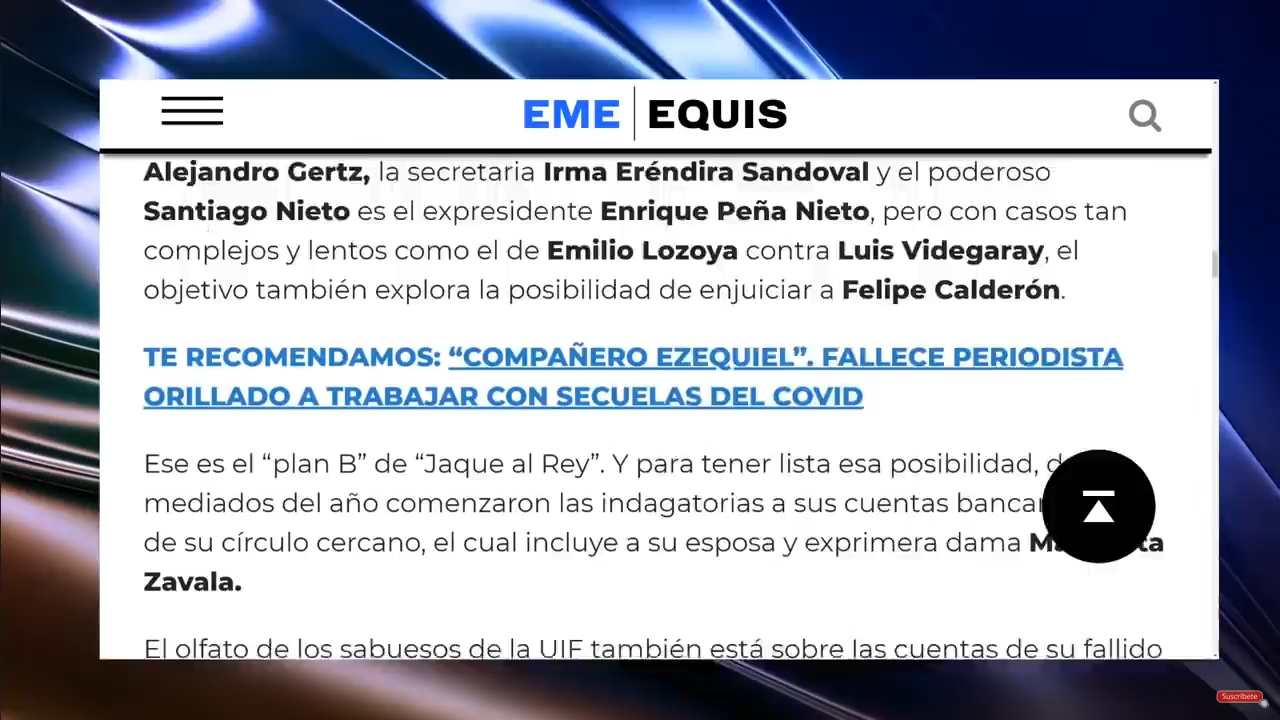 EME EQUIS
Alejandro Gertz, la secretaria Irma Eréndira Sandoval y el poderoso
Santiago Nieto es el expresidente Enrique Peña Nieto, pero con casos tan
complejos y lentos como el de Emilio Lozoya contra Luis Videgaray, el
objetivo también explora la posibilidad de enjuiciar a Felipe Calderón.
TE RECOMENDAMOS: “COMPAÑERO EZEQUIEL”. FALLECE PERIODISTA
ORILLADO A TRABAJAR CON SECUELAS DEL COVID
Ese es el “plan B” de “Jaque al Rey”. Y para tener lista esa posibilidad,
mediados del año comenzaron las indagatorias a sus cuentas
de su círculo cercano, el cual incluye a su esposa y exprimera dama
Zavala.
El olfato de los sabuesos de la UIF también está sobre las cuentas de su fallido
Suscríbete